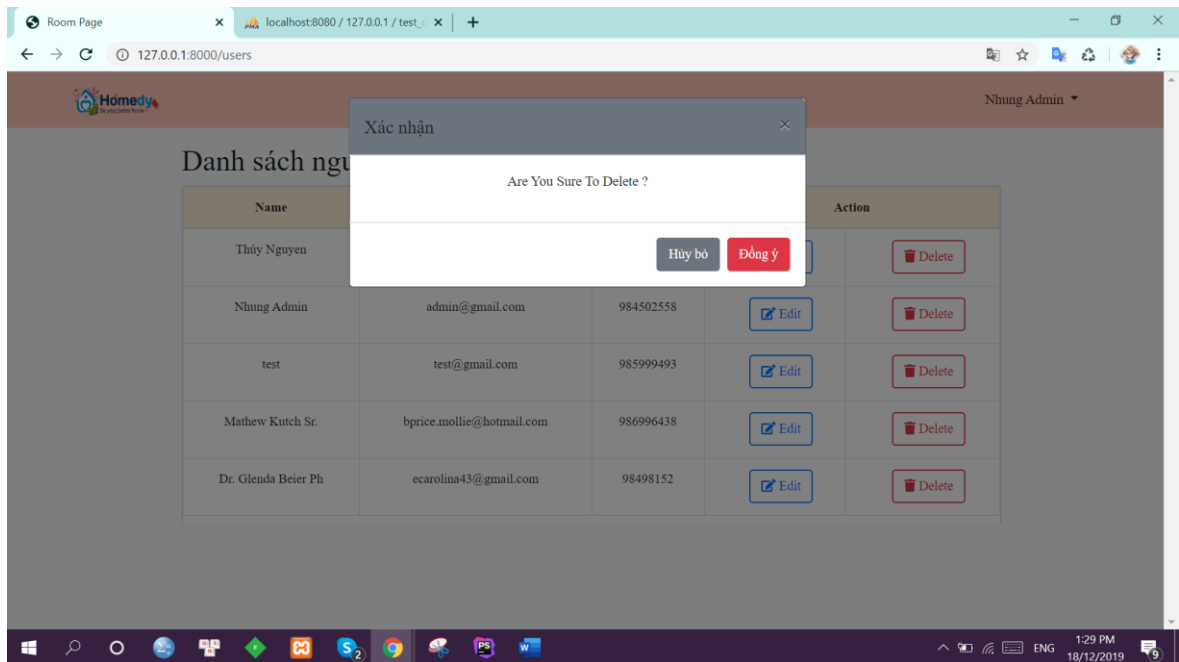 Room Page
localhost:8080 / 127.0.0.1 / test_c
127.0.0.1:8000/users
Homedy
Nhung Admin
Xác nhận
Danh sách ngư
Are You Sure To Delete ?
Name
Action
Hủy bỏ
Đồng ý
Thủy Nguyen
Delete
Nhung Admin
admin@gmail.com
984502558
Edit
Delete
test
test@gmail.com
985999493
Edit
Delete
Mathew Kutch Sr.
bprice.mollie@hotmail.com
986996438
Edit
Delete
Dr. Glenda Beier Ph
ecarolina43@gmail.com
98498152
Edit
Delete
ENG
1:29 PM
18/12/2019